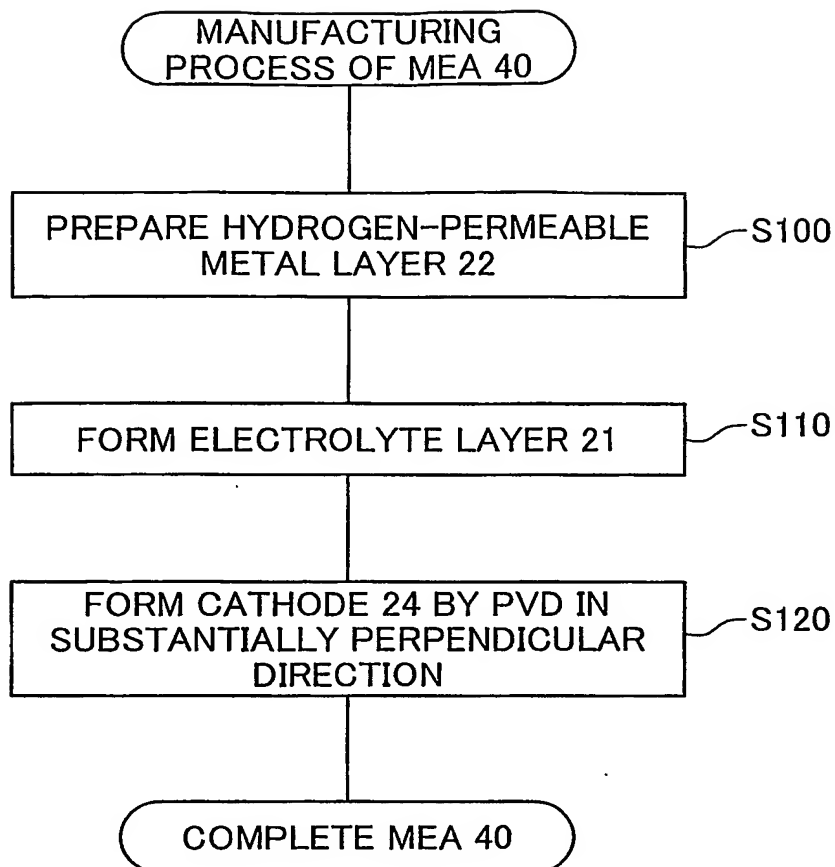 MANUFACTURING
PROCESS OF MEA 40
PREPARE HYDROGEN-PERMEABLE
METAL LAYER 22
S100
FORM ELECTROLYTE LAYER 21
S110
FORM CATHODE 24 BY PVD IN
SUBSTANTIALLY PERPENDICULAR
DIRECTION
S120
COMPLETE MEA 40